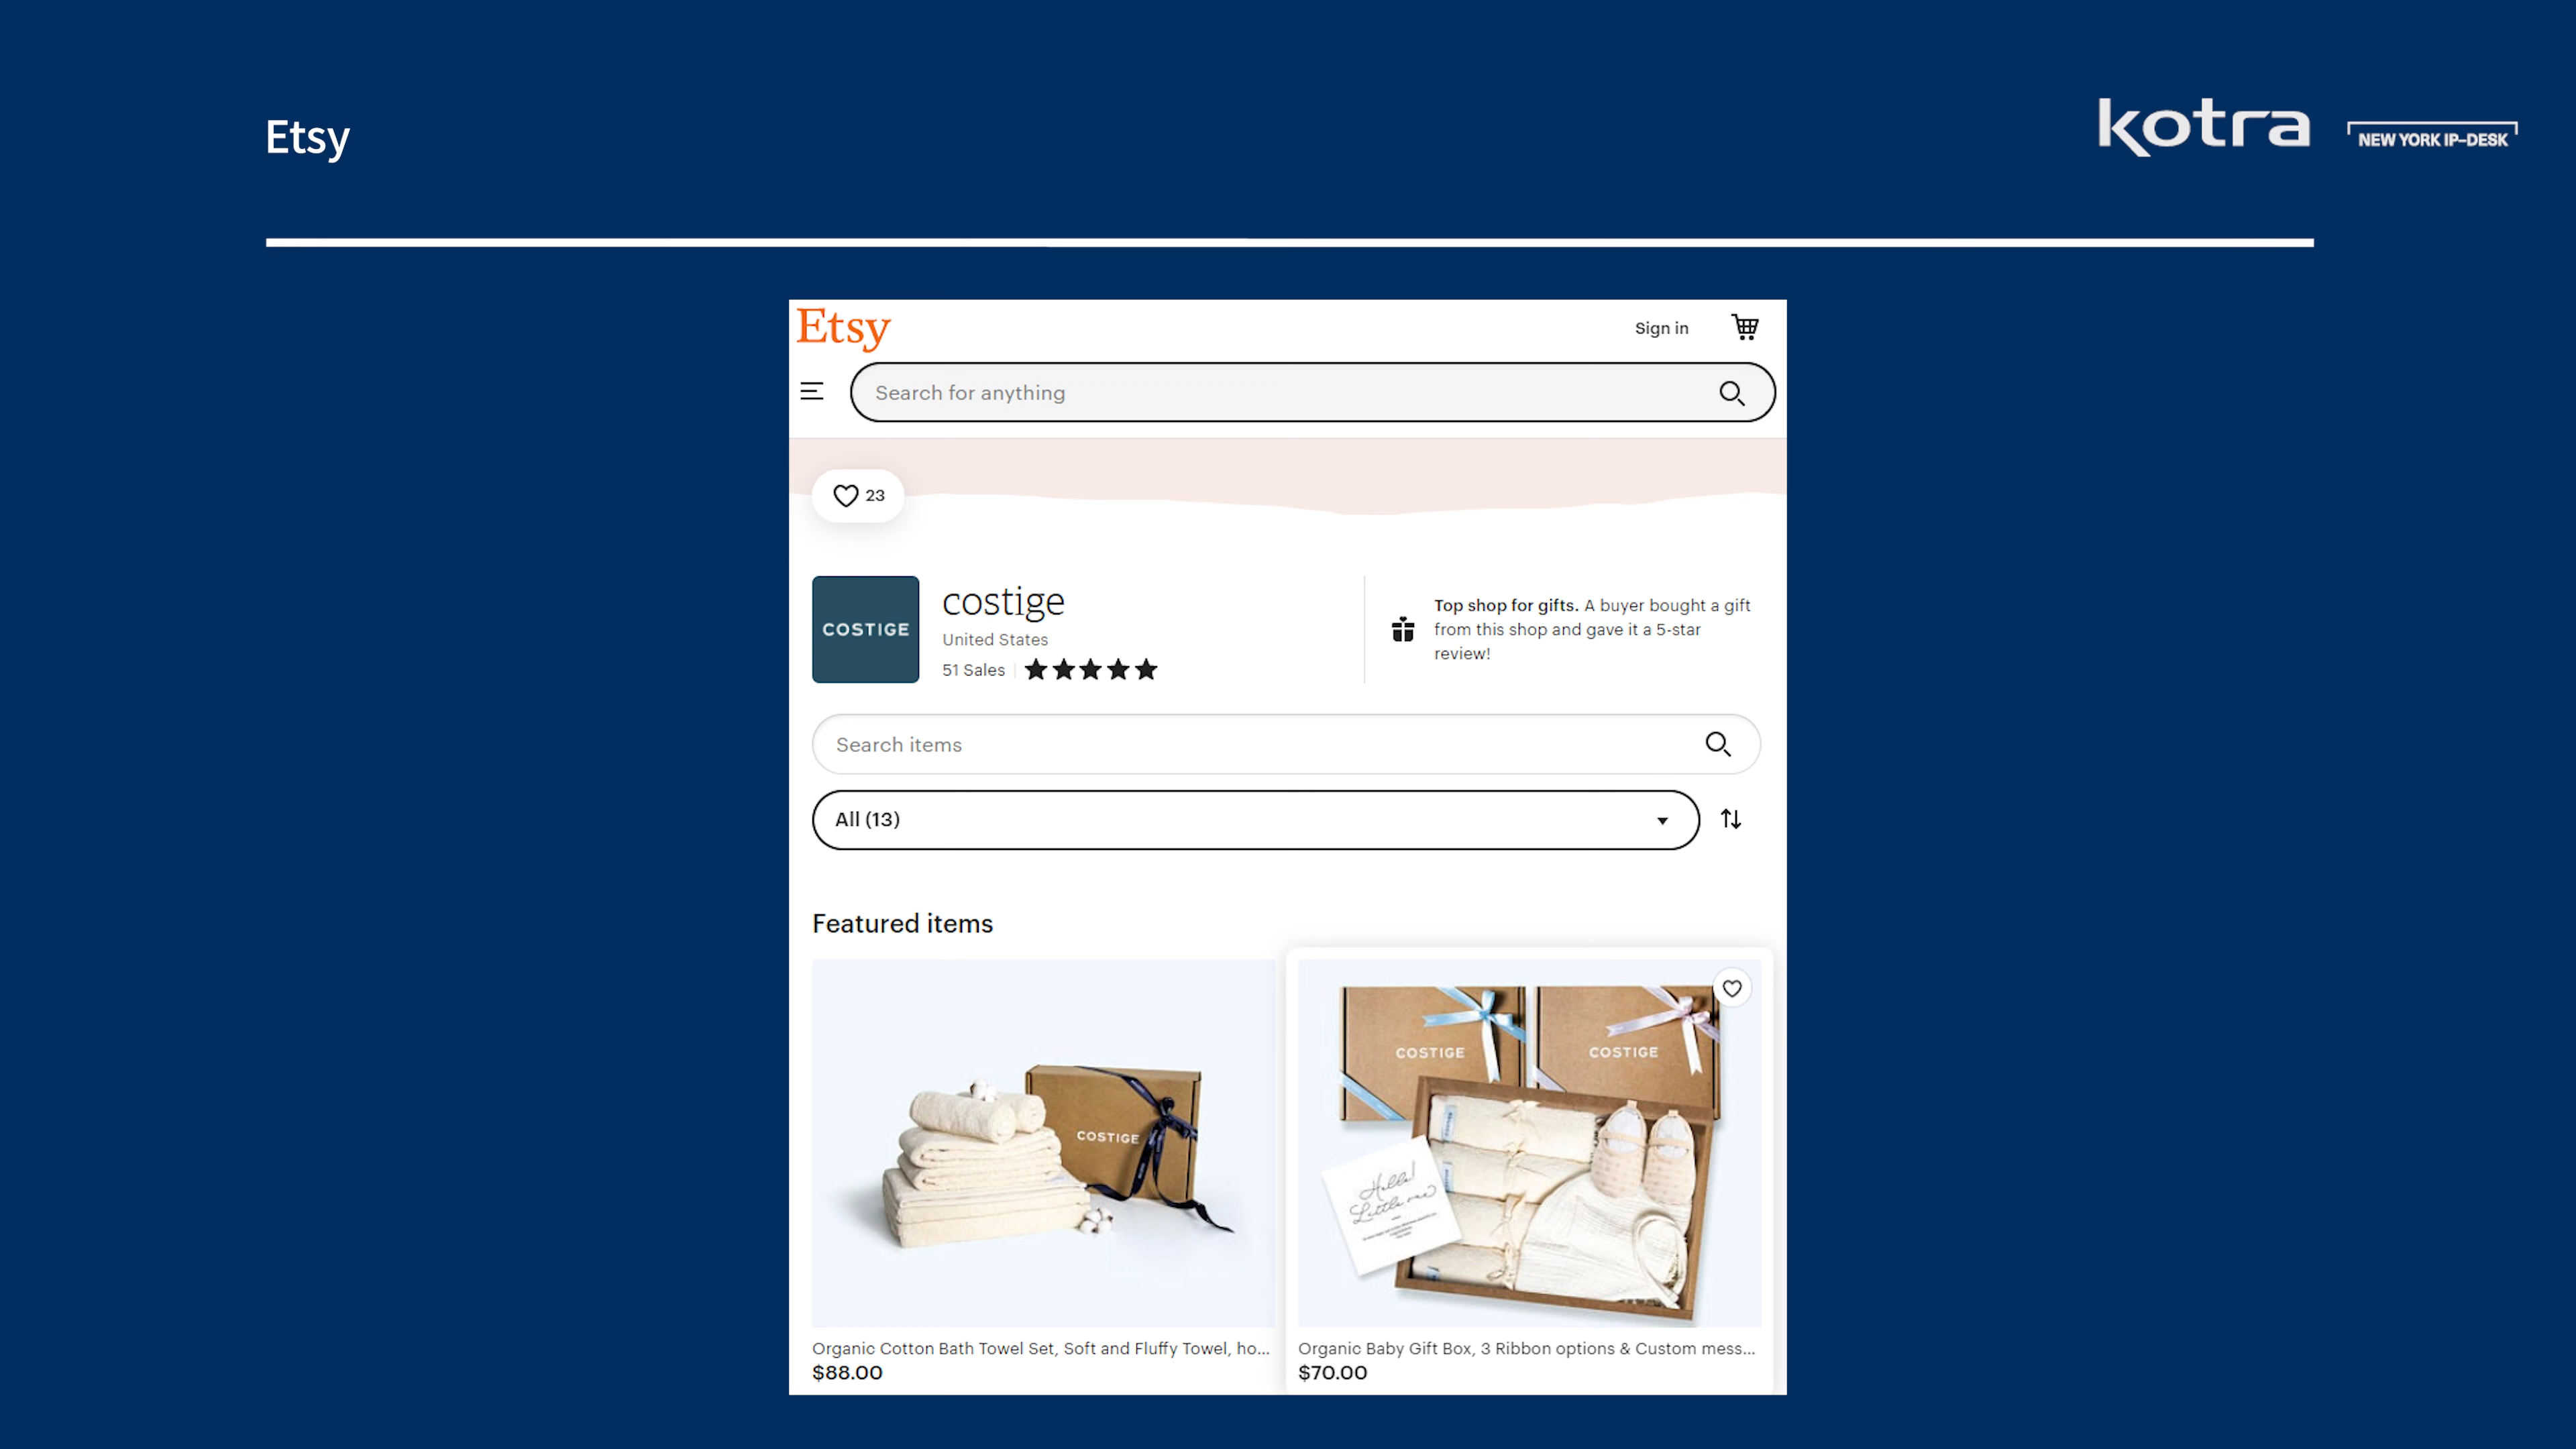 Etsy
kotra
NEW YORK IP-DESK
Etsy
Sign in
Search for anything
23
COSTIGE
costige
United States
51 Sales
Top shop for gifts. A buyer bought a gift
from this shop and gave it a 5-star
review!
Search items
All (13)
Featured items
COSTIGE
COSTIGE
COSTIGE
Hello!
Little one
Organic Cotton Bath Towel Set, Soft and Fluffy Towel, ho...
$88.00
Organic Baby Gift Box, 3 Ribbon options & Custom mess...
$70.00